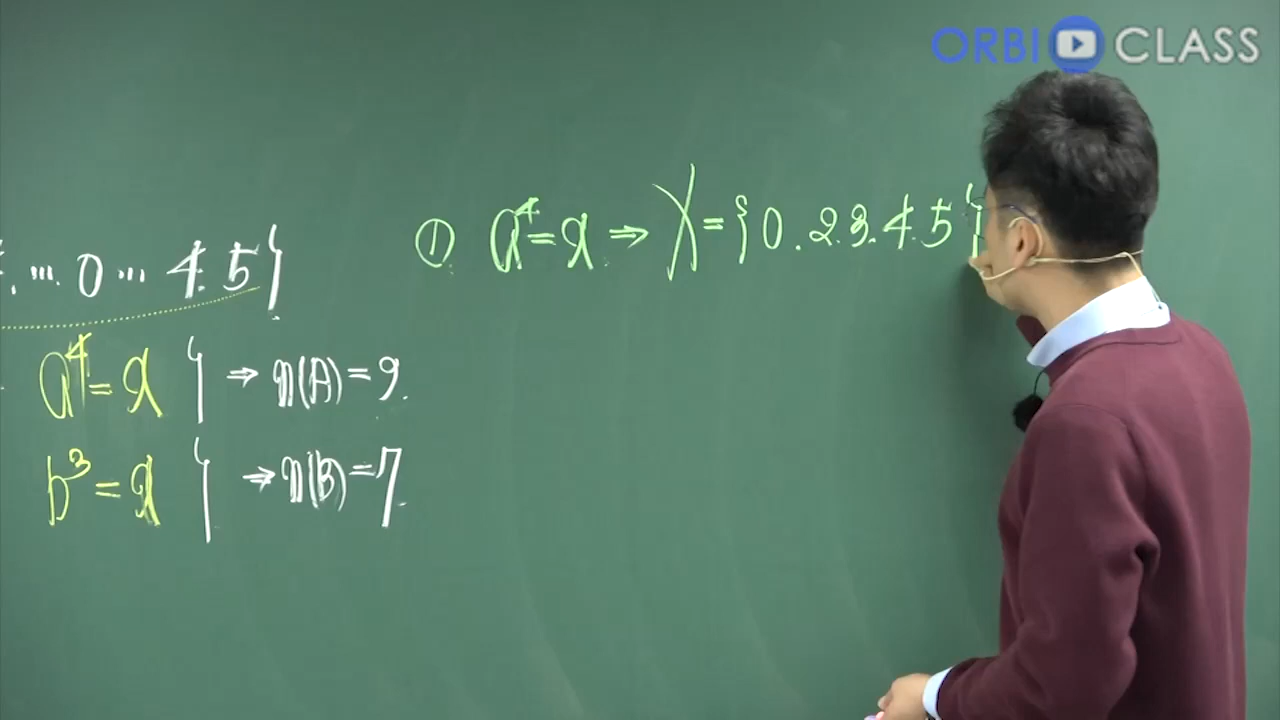 ORBI CLASS
① a⁴=x ⇒ X={0.2.3.4.5}
... 0 ... 4. 5}
a⁴=x } → n(A)=9.
b³=x } ⇒ n(B)=7.